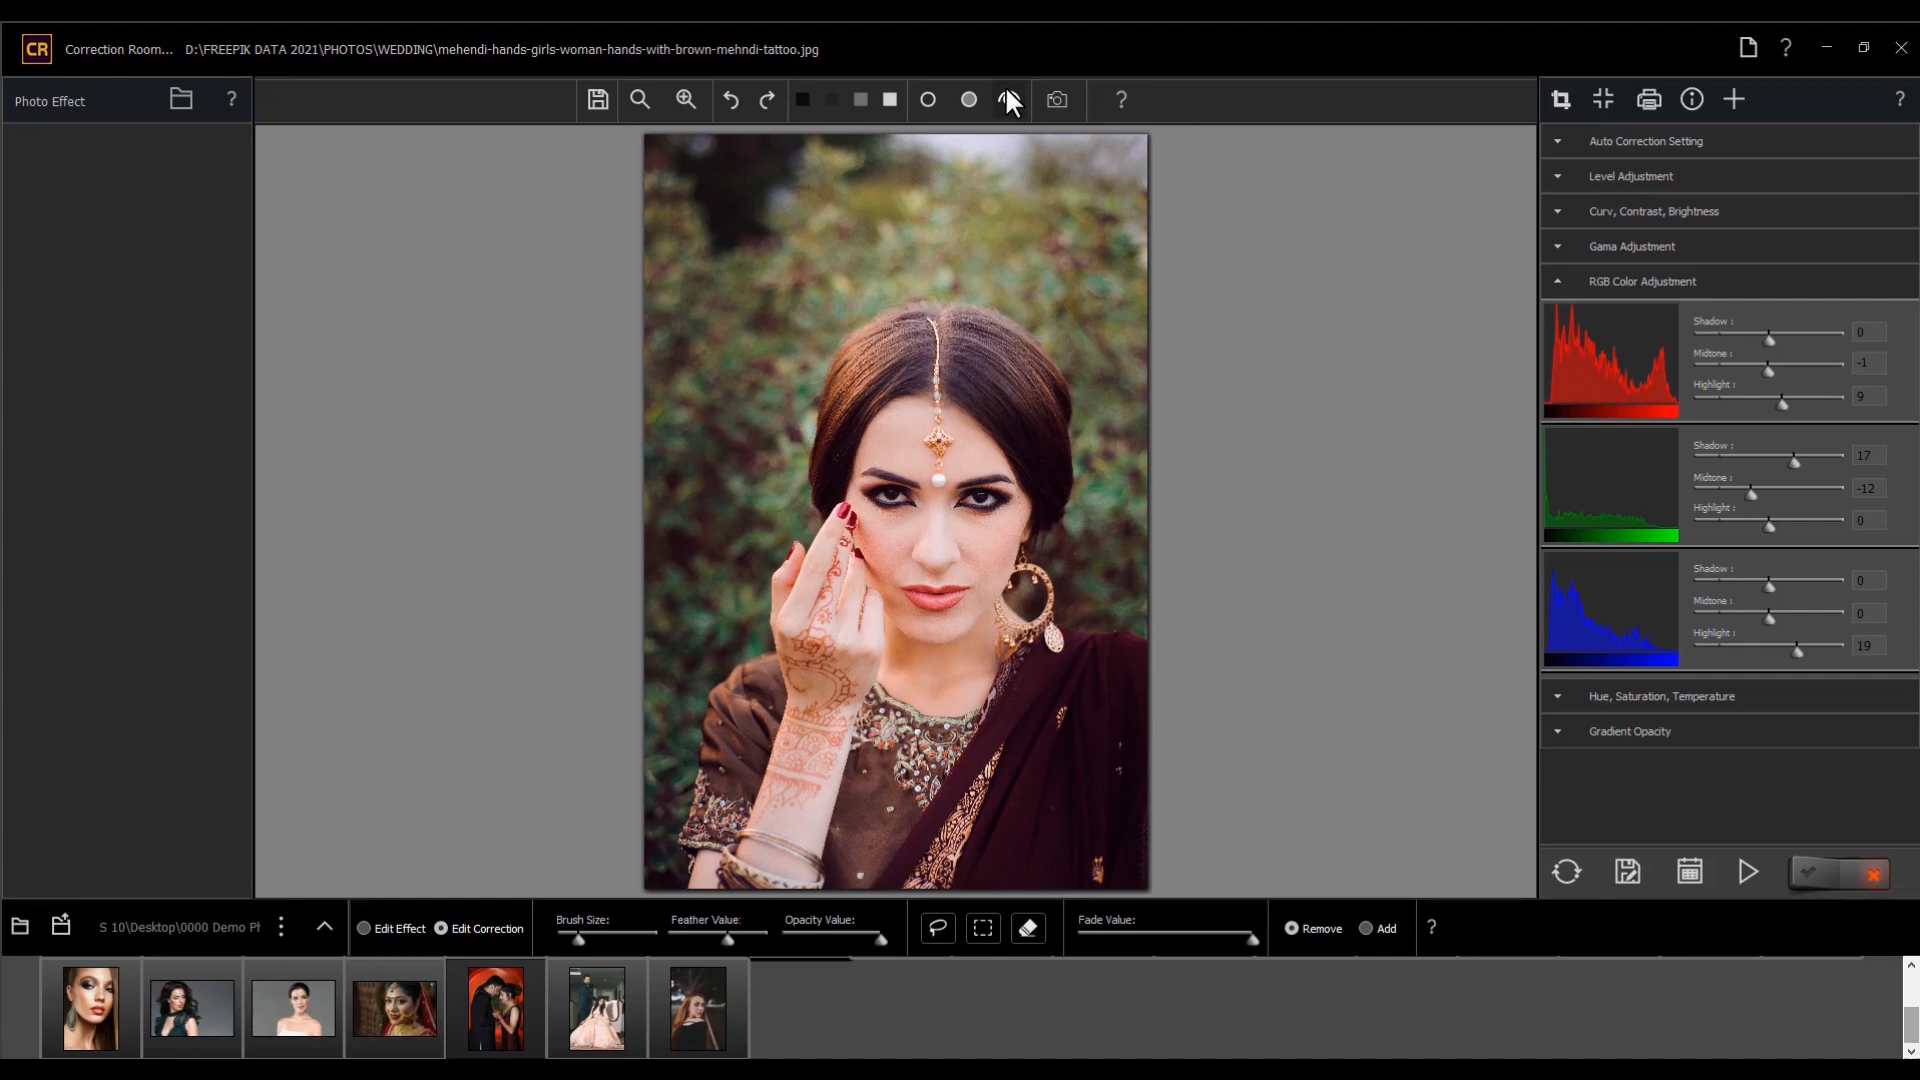 CR Correction Room... D:\FREEPIK DATA 2021\PHOTOS\WEDDING\mehendi-hands-girls-woman-hands-with-brown-mehndi-tattoo.jpg ?
Photo Effect ? ? ?
Auto Correction Setting
Level Adjustment
Curv, Contrast, Brightness
Gama Adjustment
RGB Color Adjustment
Shadow : 0
Midtone : -1
Highlight : 9
Shadow : 17
Midtone : -12
Highlight : 0
Shadow : 0
Midtone : 0
Highlight : 19
Hue, Saturation, Temperature
Gradient Opacity
S 10\Desktop\0000 Demo Ph Edit Effect Edit Correction Brush Size: Feather Value: Opacity Value: Fade Value: Remove Add ?